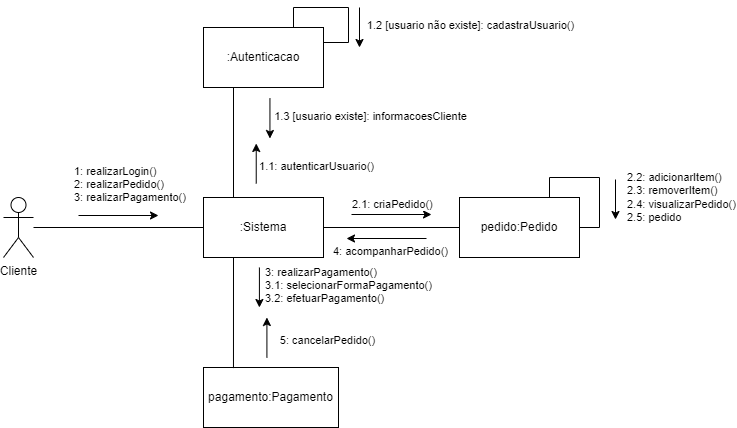 1.2 [usuario não existe]: cadastraUsuario()
:Autenticacao
1.3 [usuario existe]: informacoesCliente
1.1: autenticarUsuario()
1: realizarLogin()
2: realizarPedido()
3: realizarPagamento()
2.2: adicionarItem()
2.3: removerItem()
2.4: visualizarPedido()
2.5: pedido
2.1: criaPedido()
:Sistema
pedido:Pedido
4: acompanharPedido()
Cliente
3: realizarPagamento()
3.1: selecionarFormaPagamento()
3.2: efetuarPagamento()
5: cancelarPedido()
pagamento:Pagamento